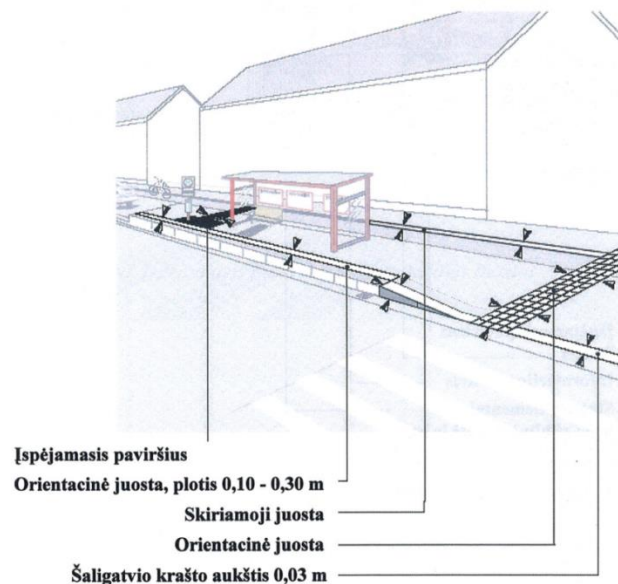 Įspėjamasis paviršius
Orientacinė juosta, plotis 0,10 - 0,30 m
Skiriamoji juosta
Orientacinė juosta
Šaligatvio krašto aukštis 0,03 m